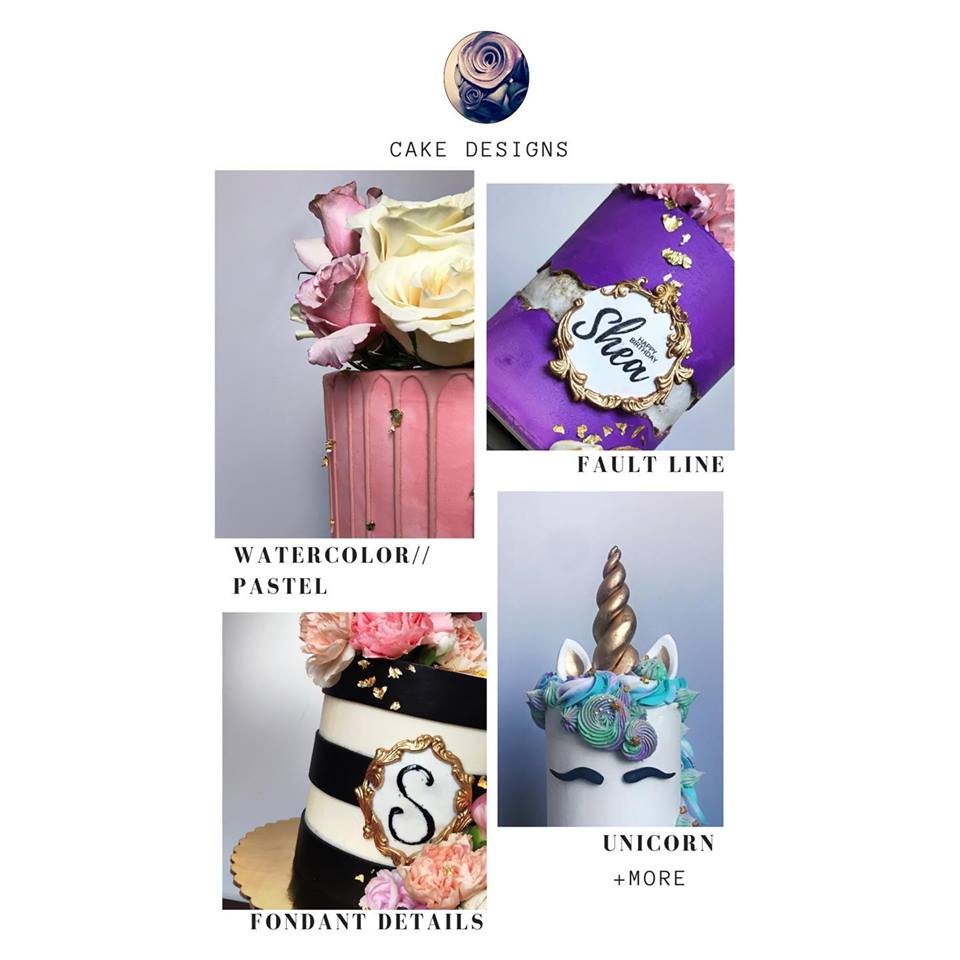 CAKE DESIGNS
Shea
HAPPY
BIRTHDAY
FAULT LINE
WATERCOLOR//
PASTEL
S
FONDANT DETAILS
UNICORN
+MORE